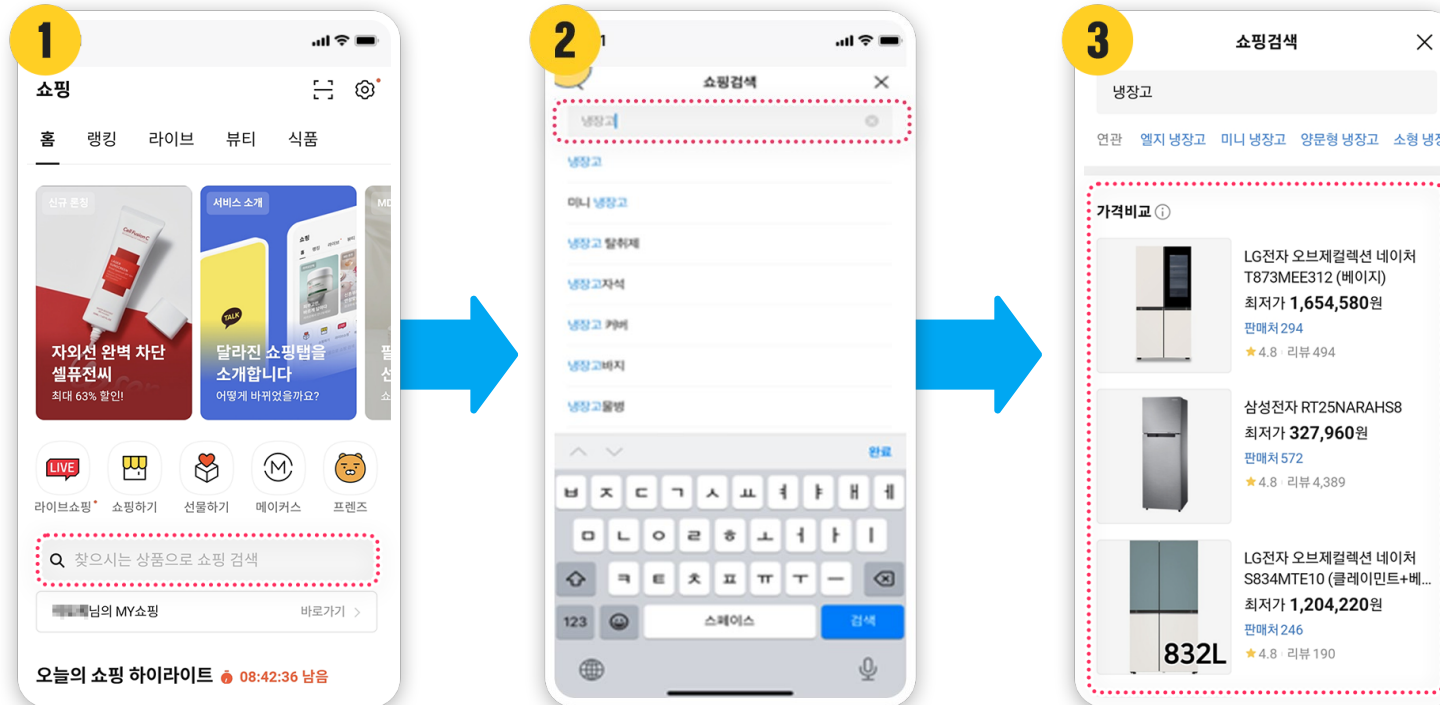 1
쇼핑
홈 랭킹 라이브 뷰티 식품
신규 론칭
자외선 완벽 차단
셀퓨전씨
최대 63% 할인!
서비스 소개
TALK
달라진 쇼핑탭을
소개합니다
어떻게 바뀌었을까요?
LIVE
라이브쇼핑 쇼핑하기 선물하기 메이커스 프렌즈
찾으시는 상품으로 쇼핑 검색
님의 MY쇼핑 바로가기
오늘의 쇼핑 하이라이트 08:42:36 남음
2
쇼핑검색
냉장고
냉장고
미니 냉장고
냉장고 탈취제
냉장고자석
냉장고 커버
냉장고바지
냉장고물병
완료
ㅂ ㅈ ㄷ ㄱ ㅅ ㅛ ㅕ ㅑ ㅐ ㅔ
ㅁ ㄴ ㅇ ㄹ ㅎ ㅗ ㅓ ㅏ ㅣ
ㅋ ㅌ ㅊ ㅍ ㅠ ㅜ ㅡ
123 스페이스 검색
3
쇼핑검색
냉장고
연관 엘지 냉장고 미니 냉장고 양문형 냉장고 소형 냉장
가격비교
LG전자 오브제컬렉션 네이처
T873MEE312 (베이지)
최저가 1,654,580원
판매처 294
4.8 리뷰 494
삼성전자 RT25NARAHS8
최저가 327,960원
판매처 572
4.8 리뷰 4,389
832L
LG전자 오브제컬렉션 네이처
S834MTE10 (클레이민트+베...
최저가 1,204,220원
판매처 246
4.8 리뷰 190